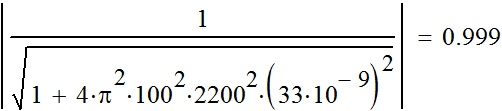 |1/√(1 + 4·π²·100²·2200²·(33·10⁻⁹)²)| = 0.999